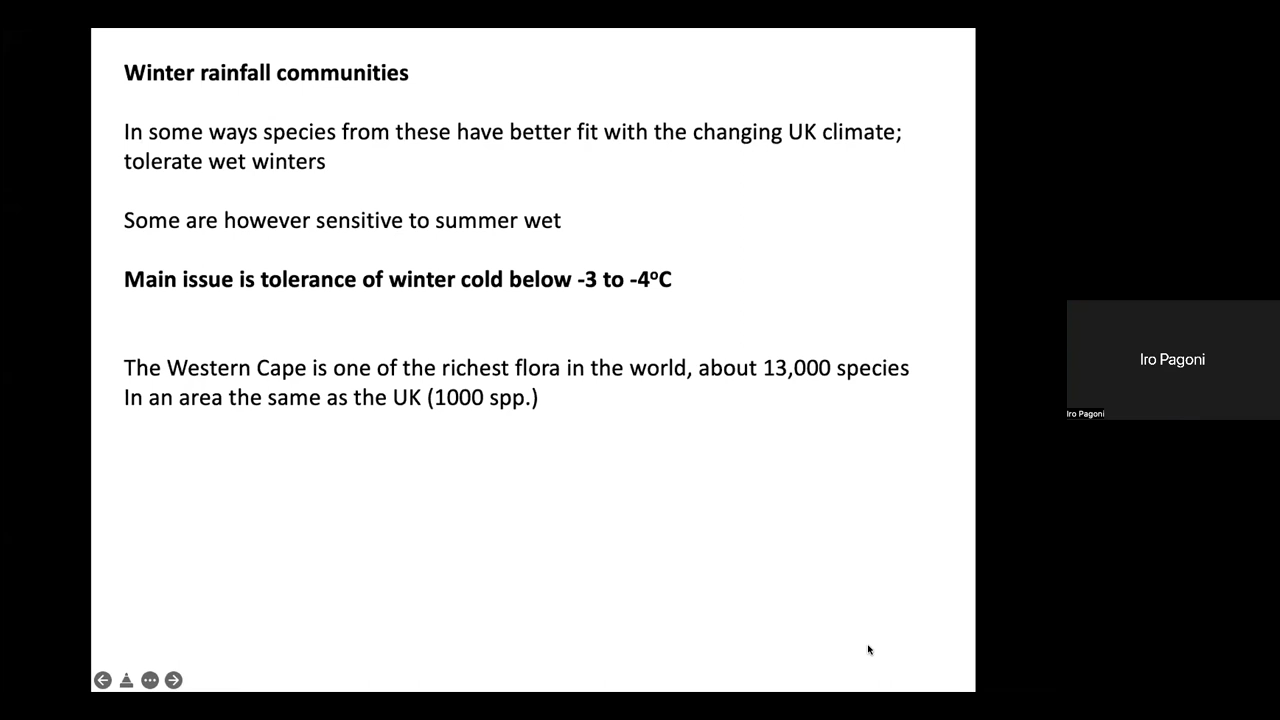 Winter rainfall communities
In some ways species from these have better fit with the changing UK climate;
tolerate wet winters
Some are however sensitive to summer wet
Main issue is tolerance of winter cold below -3 to -4ºC
The Western Cape is one of the richest flora in the world, about 13,000 species
In an area the same as the UK (1000 spp.)
Iro Pagoni
Iro Pagoni